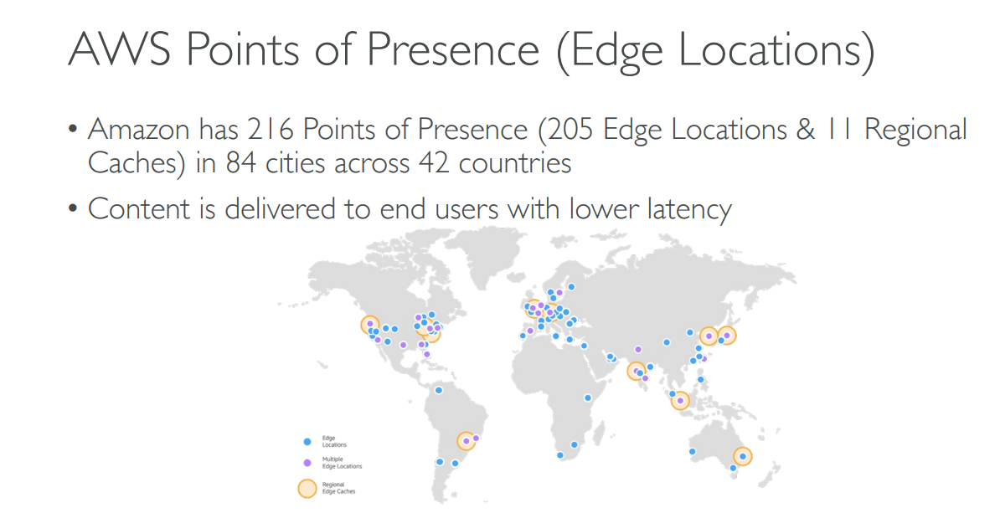 AWS Points of Presence (Edge Locations)
• Amazon has 216 Points of Presence (205 Edge Locations & 11 Regional
Caches) in 84 cities across 42 countries
• Content is delivered to end users with lower latency
Edge
Locations
Multiple
Edge Locations
Regional
Edge Caches